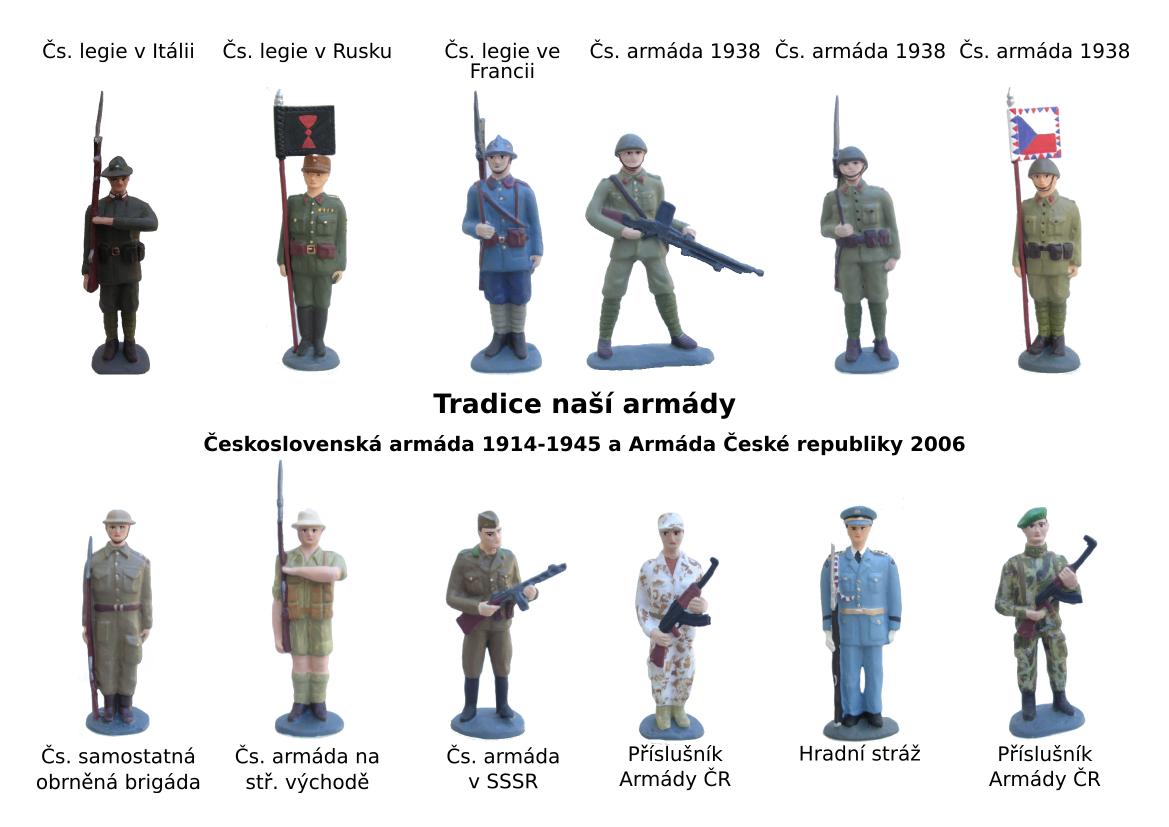 Čs. legie v Itálii
Čs. legie v Rusku
Čs. legie ve
Francii
Čs. armáda 1938
Čs. armáda 1938
Čs. armáda 1938
Tradice naší armády
Československá armáda 1914-1945 a Armáda České republiky 2006
Čs. samostatná
obrněná brigáda
Čs. armáda na
stř. východě
Čs. armáda
v SSSR
Příslušník
Armády ČR
Hradní stráž
Příslušník
Armády ČR